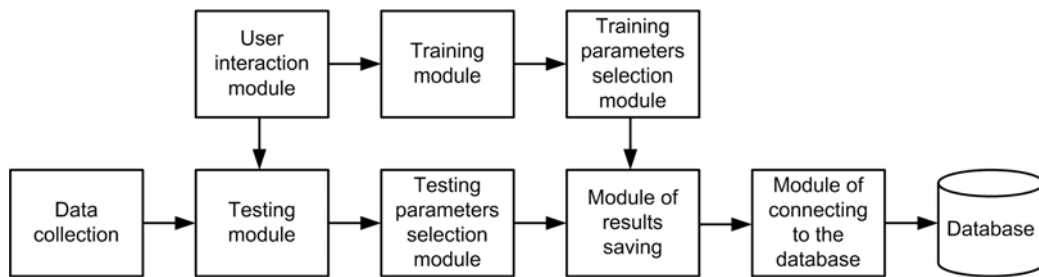 User
interaction
module
Training
module
Training
parameters
selection
module
Data
collection
Testing
module
Testing
parameters
selection
module
Module of
results
saving
Module of
connecting
to the
database
Database